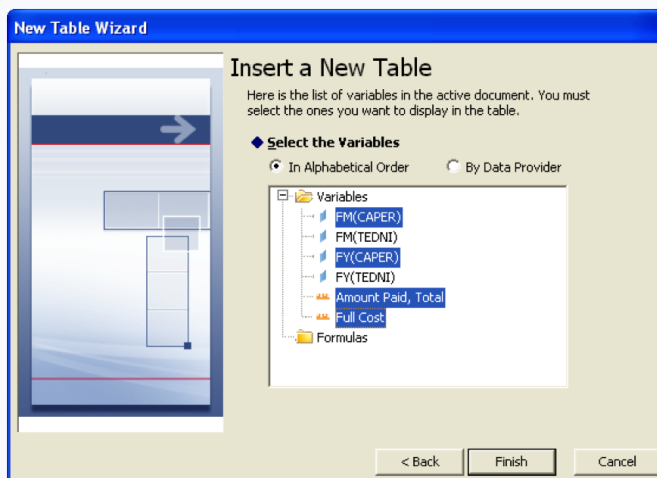 New Table Wizard
Insert a New Table
Here is the list of variables in the active document. You must
select the ones you want to display in the table.
Select the Variables
In Alphabetical Order By Data Provider
Variables
FM(CAPER)
FM(TEDNI)
FY(CAPER)
FY(TEDNI)
Amount Paid, Total
Full Cost
Formulas
< Back Finish Cancel